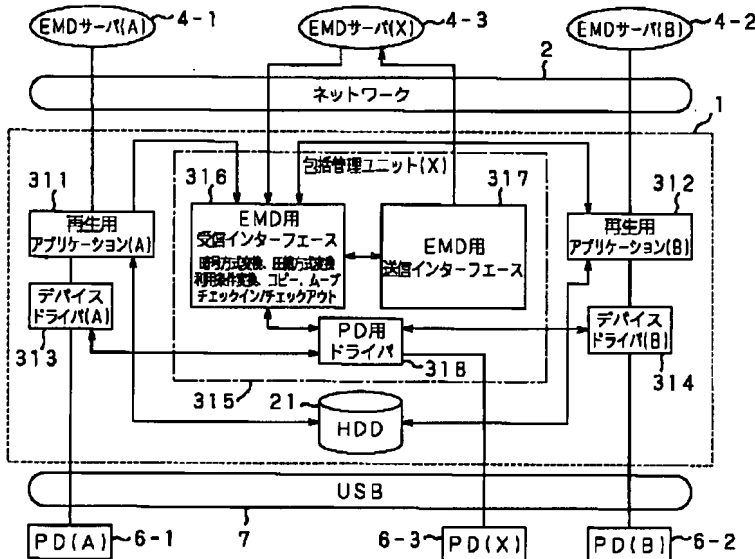 EMDサーバ(A)
4-1
EMDサーバ(X)
4-3
EMDサーバ(B)
4-2
2
ネットワーク
1
包括管理ユニット(X)
311
316
317
312
再生用
アプリケーション(A)
EMD用
受信インターフェース
暗号方式変換、圧縮方式変換
利用条件変換、コピー、ムーブ
チェックイン/チェックアウト
EMD用
送信インターフェース
再生用
アプリケーション(B)
デバイス
ドライバ(A)
313
PD用
ドライバ
318
デバイス
ドライバ(B)
314
315
21
HDD
USB
7
PD(A)
6-1
6-3
PD(X)
PD(B)
6-2